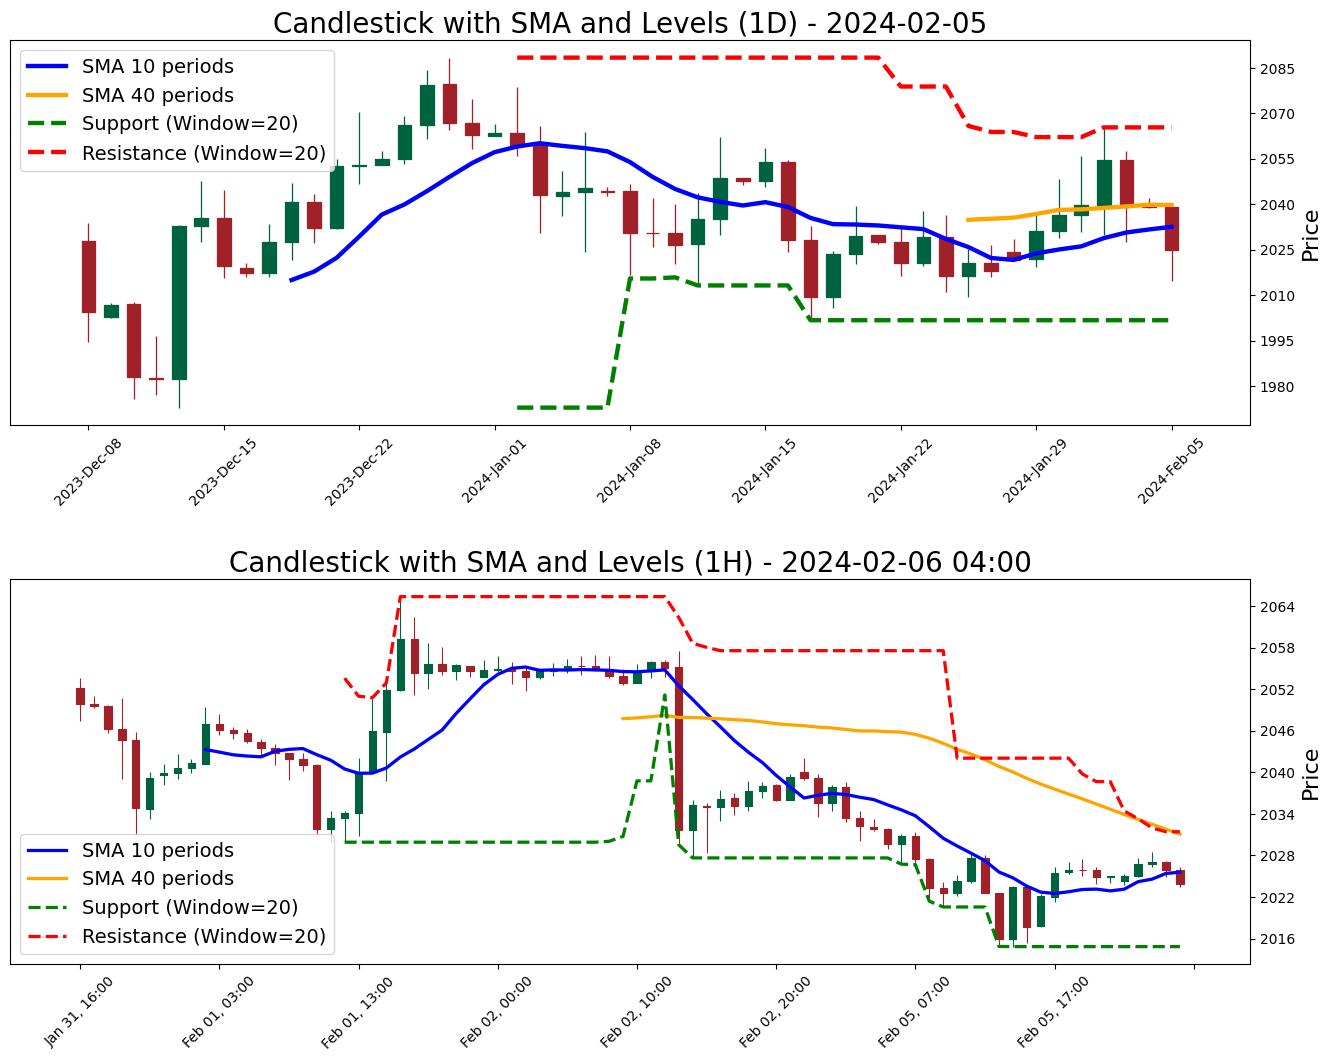 Candlestick with SMA and Levels (1D) - 2024-02-05
SMA 10 periods
SMA 40 periods
Support (Window=20)
Resistance (Window=20)
2085
2070
2055
2040
2025
2010
1995
1980
Price
2023-Dec-08
2023-Dec-15
2023-Dec-22
2024-Jan-01
2024-Jan-08
2024-Jan-15
2024-Jan-22
2024-Jan-29
2024-Feb-05
Candlestick with SMA and Levels (1H) - 2024-02-06 04:00
2064
2058
2052
2046
2040
2034
2028
2022
2016
Price
SMA 10 periods
SMA 40 periods
Support (Window=20)
Resistance (Window=20)
Jan 31, 16:00
Feb 01, 03:00
Feb 01, 13:00
Feb 02, 00:00
Feb 02, 10:00
Feb 02, 20:00
Feb 05, 07:00
Feb 05, 17:00